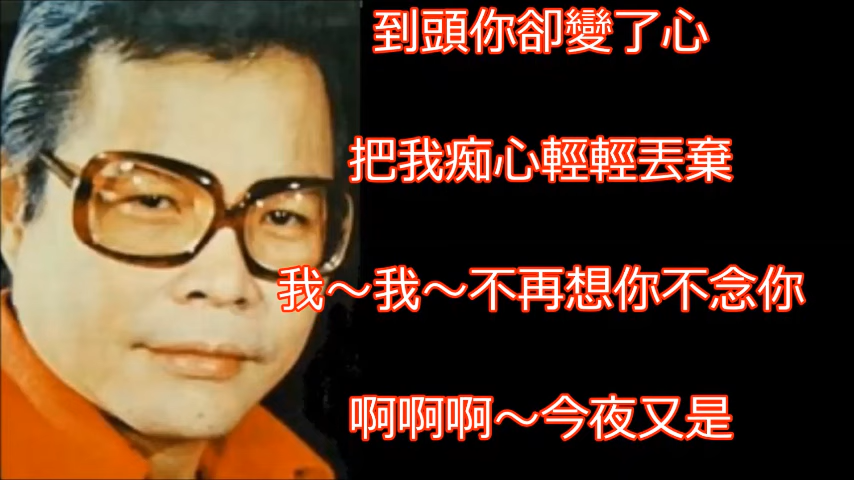 到頭你卻變了心
把我痴心輕輕丟棄
我～我～不再想你不念你
啊啊啊～今夜又是